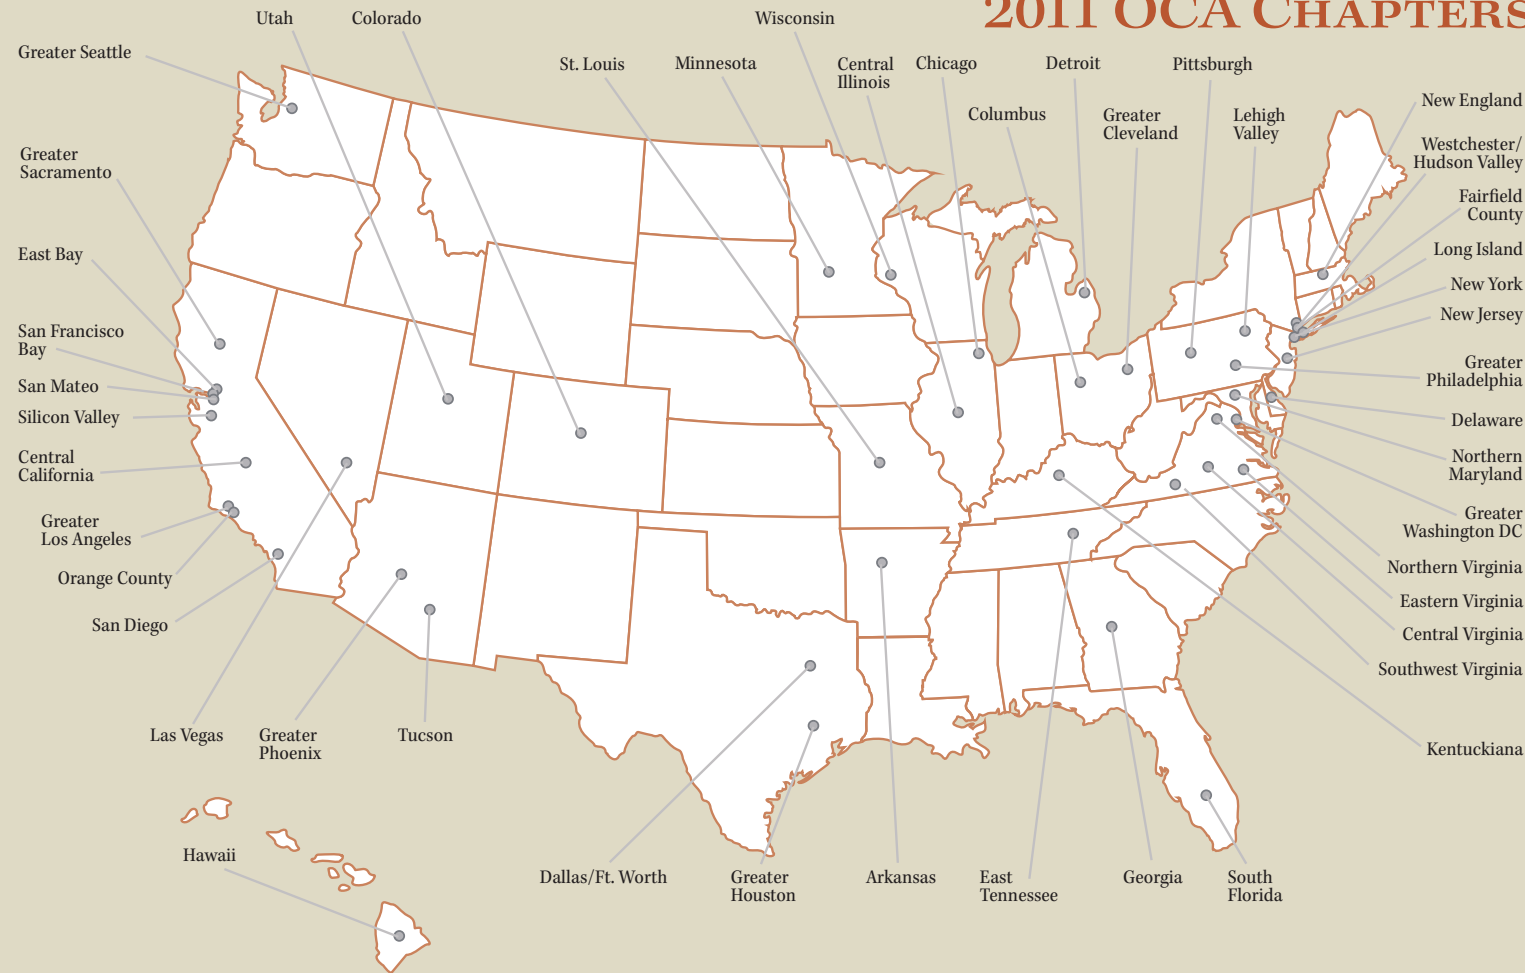 2011 OCA Chapters
Utah
Colorado
Wisconsin
Greater Seattle
St. Louis
Minnesota
Central
Illinois
Chicago
Detroit
Pittsburgh
Columbus
Greater
Cleveland
Lehigh
Valley
New England
Westchester/
Hudson Valley
Fairfield
County
Long Island
New York
New Jersey
Greater
Philadelphia
Delaware
Northern
Maryland
Greater
Washington DC
Northern Virginia
Eastern Virginia
Central Virginia
Southwest Virginia
Kentuckiana
Greater
Sacramento
East Bay
San Francisco
Bay
San Mateo
Silicon Valley
Central
California
Greater
Los Angeles
Orange County
San Diego
Las Vegas
Greater
Phoenix
Tucson
Hawaii
Dallas/Ft. Worth
Greater
Houston
Arkansas
East
Tennessee
Georgia
South
Florida